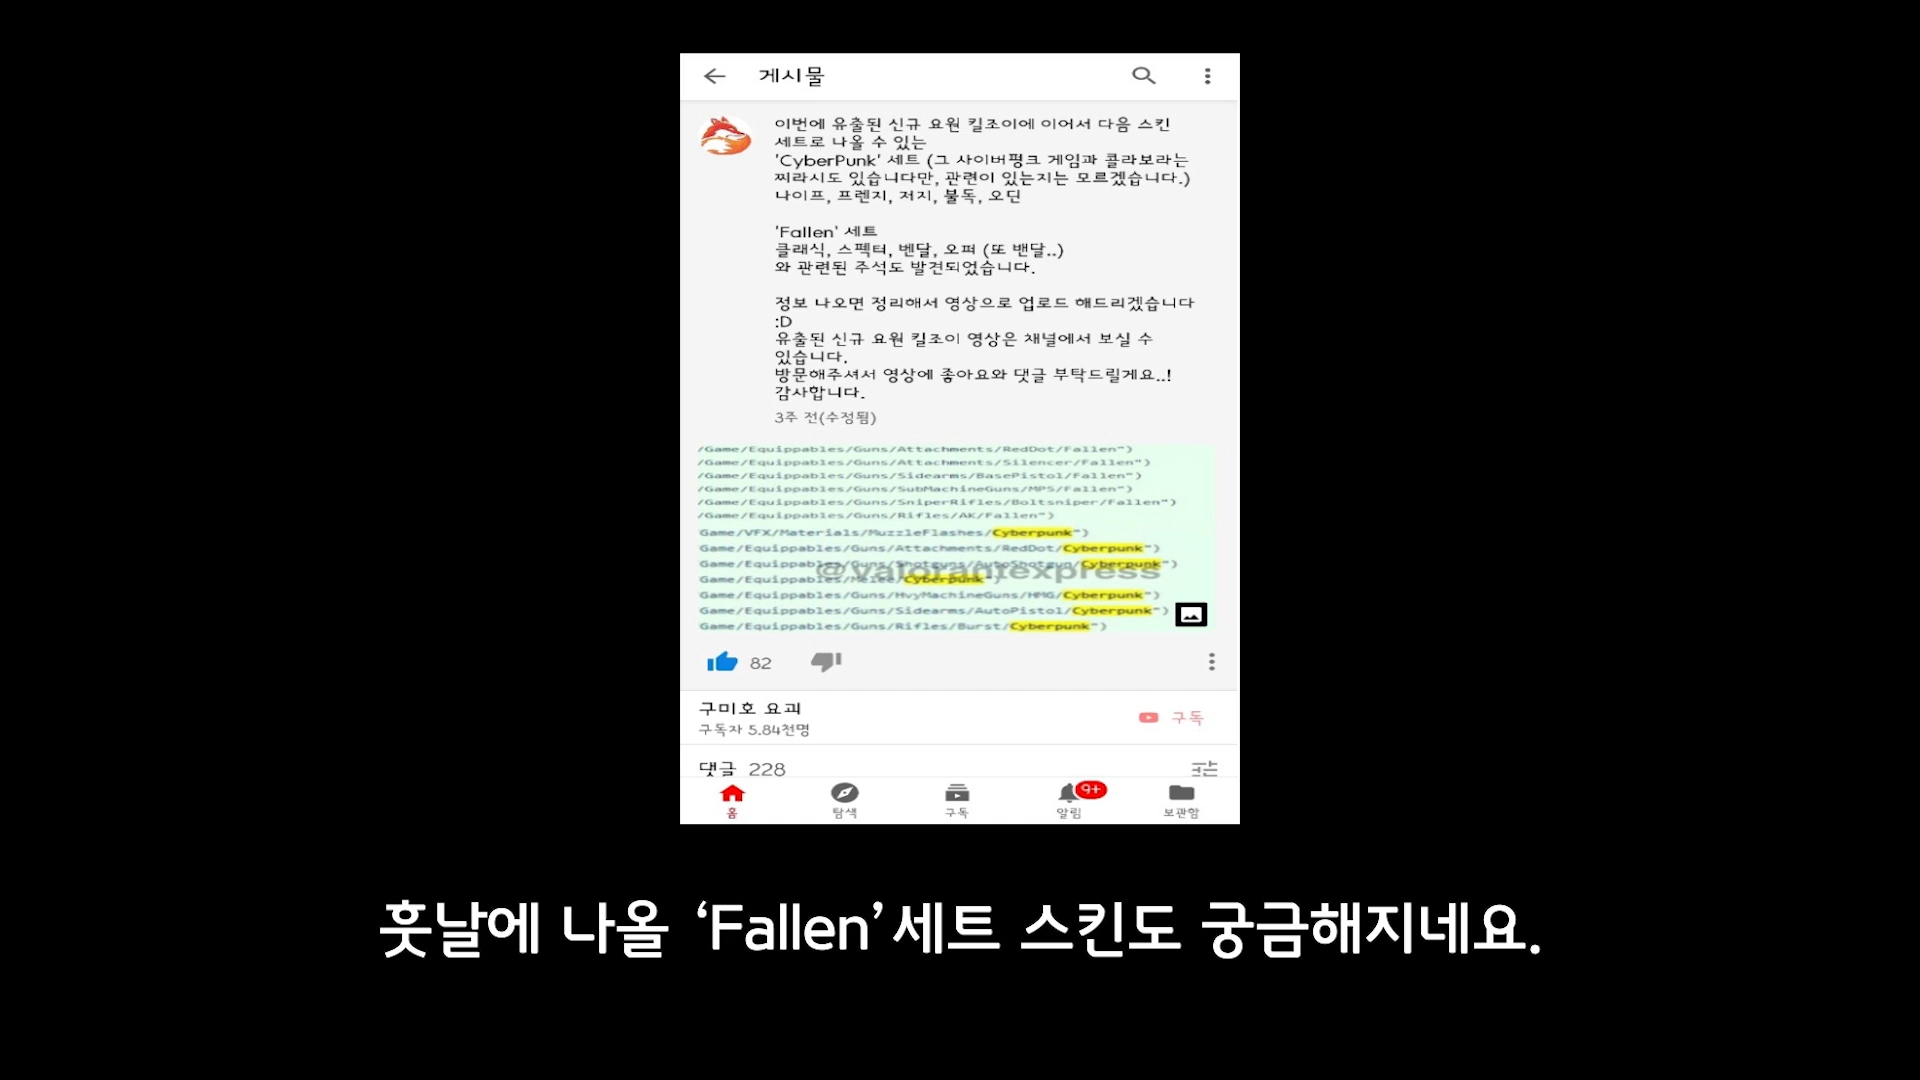 게시물
이번에 유출된 신규 요원 킬조이에 이어서 다음 스킨
세트로 나올 수 있는
'CyberPunk' 세트 (그 사이버펑크 게임과 콜라보라는
찌라시도 있습니다만, 관련이 있는지는 모르겠습니다.)
나이프, 프렌지, 저지, 불독, 오딘
'Fallen' 세트
클래식, 스펙터, 벤달, 오퍼 (또 밴달..)
와 관련된 주석도 발견되었습니다.
정보 나오면 정리해서 영상으로 업로드 해드리겠습니다
:D
유출된 신규 요원 킬조이 영상은 채널에서 보실 수
있습니다.
방문해주셔서 영상에 좋아요와 댓글 부탁드릴게요..!
감사합니다.
3주 전(수정됨)
/Game/Equippables/Guns/Attachments/RedDot/Fallen")
/Game/Equippables/Guns/Attachments/Silencer/Fallen")
/Game/Equippables/Guns/Sidearms/BasePistol/Fallen")
/Game/Equippables/Guns/SubMachineGuns/MP5/Fallen")
/Game/Equippables/Guns/SniperRifles/Boltsniper/Fallen")
/Game/Equippables/Guns/Rifles/AK/Fallen")
Game/VFX/Materials/MuzzleFlashes/Cyberpunk")
Game/Equippables/Guns/Attachments/RedDot/Cyberpunk")
Game/Equippables/Guns/Shotguns/AutoShotgun/Cyberpunk")
@valorantexpress
Game/Equippables/Melee/Cyberpunk")
Game/Equippables/Guns/HvyMachineGuns/HMG/Cyberpunk")
Game/Equippables/Guns/Sidearms/AutoPistol/Cyberpunk")
Game/Equippables/Guns/Rifles/Burst/Cyberpunk")
82
구미호 요괴
구독자 5.84천명
구독
댓글 228
9+
홈 탐색 구독 알림 보관함
훗날에 나올 ‘Fallen’세트 스킨도 궁금해지네요.